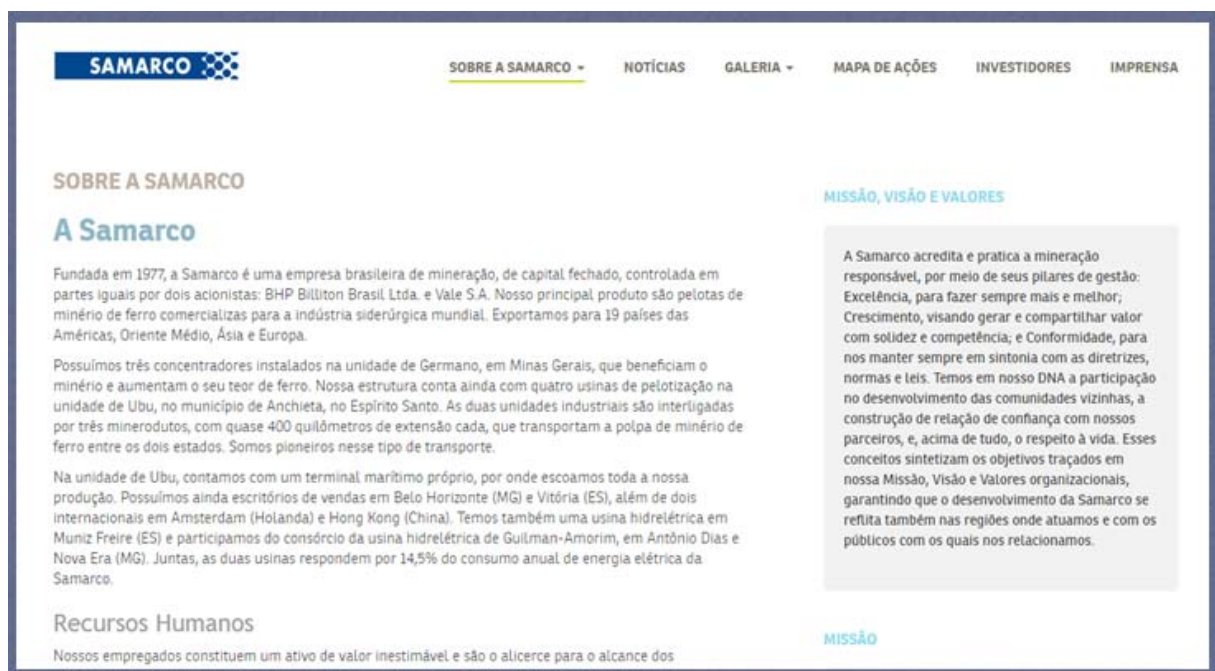 SAMARCO
SOBRE A SAMARCO
NOTÍCIAS
GALERIA
MAPA DE AÇÕES
INVESTIDORES
IMPRENSA
SOBRE A SAMARCO
A Samarco
Fundada em 1977, a Samarco é uma empresa brasileira de mineração, de capital fechado, controlada em
partes iguais por dois acionistas: BHP Billiton Brasil Ltda. e Vale S.A. Nosso principal produto são pelotas de
minério de ferro comercializas para a indústria siderúrgica mundial. Exportamos para 19 países das
Américas, Oriente Médio, Ásia e Europa.
Possuímos três concentradores instalados na unidade de Germano, em Minas Gerais, que beneficiam o
minério e aumentam o seu teor de ferro. Nossa estrutura conta ainda com quatro usinas de pelotização na
unidade de Ubu, no município de Anchieta, no Espírito Santo. As duas unidades industriais são interligadas
por três minerodutos, com quase 400 quilômetros de extensão cada, que transportam a polpa de minério de
ferro entre os dois estados. Somos pioneiros nesse tipo de transporte.
Na unidade de Ubu, contamos com um terminal marítimo próprio, por onde escoamos toda a nossa
produção. Possuímos ainda escritórios de vendas em Belo Horizonte (MG) e Vitória (ES), além de dois
internacionais em Amsterdam (Holanda) e Hong Kong (China). Temos também uma usina hidrelétrica em
Muniz Freire (ES) e participamos do consórcio da usina hidrelétrica de Guilman-Amorim, em Antônio Dias e
Nova Era (MG). Juntas, as duas usinas respondem por 14,5% do consumo anual de energia elétrica da
Samarco.
Recursos Humanos
Nossos empregados constituem um ativo de valor inestimável e são o alicerce para o alcance dos
MISSÃO, VISÃO E VALORES
A Samarco acredita e pratica a mineração
responsável, por meio de seus pilares de gestão:
Excelência, para fazer sempre mais e melhor;
Crescimento, visando gerar e compartilhar valor
com solidez e competência; e Conformidade, para
nos manter sempre em sintonia com as diretrizes,
normas e leis. Temos em nosso DNA a participação
no desenvolvimento das comunidades vizinhas, a
construção de relação de confiança com nossos
parceiros, e, acima de tudo, o respeito à vida. Esses
conceitos sintetizam os objetivos traçados em
nossa Missão, Visão e Valores organizacionais,
garantindo que o desenvolvimento da Samarco se
reflita também nas regiões onde atuamos e com os
públicos com os quais nos relacionamos.
MISSÃO